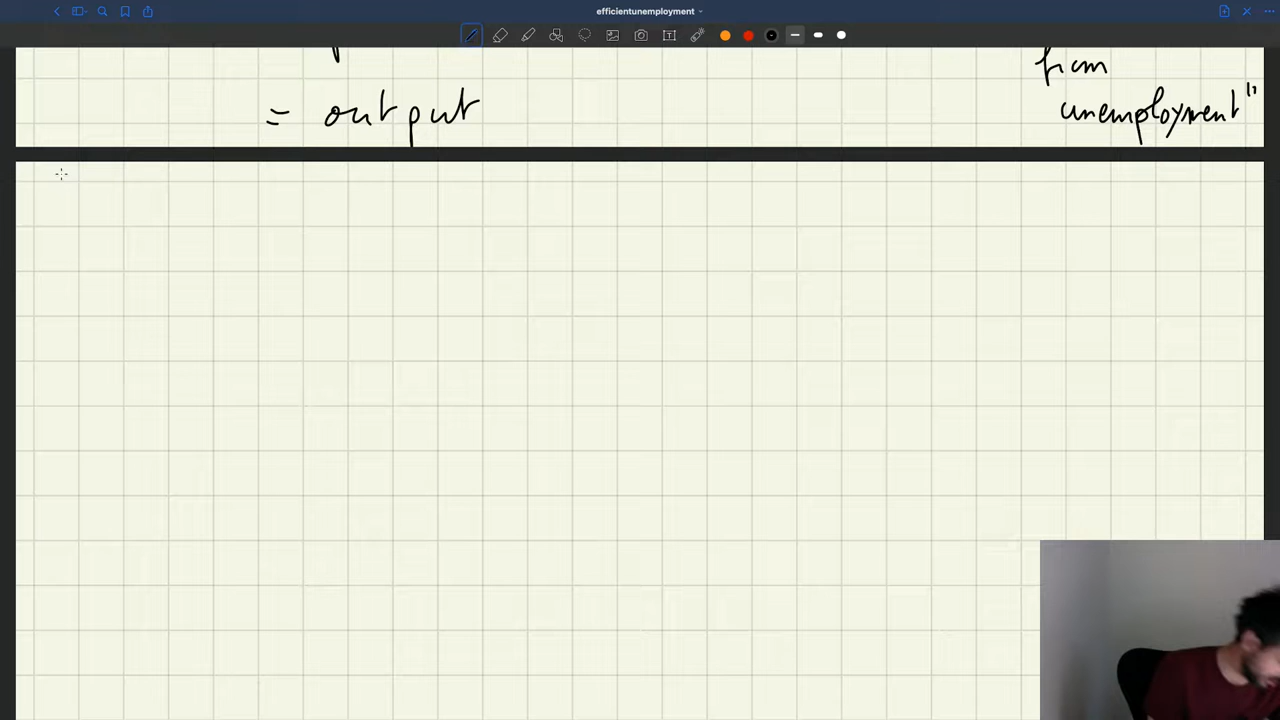 efficientunemployment
from
= output
unemployment"